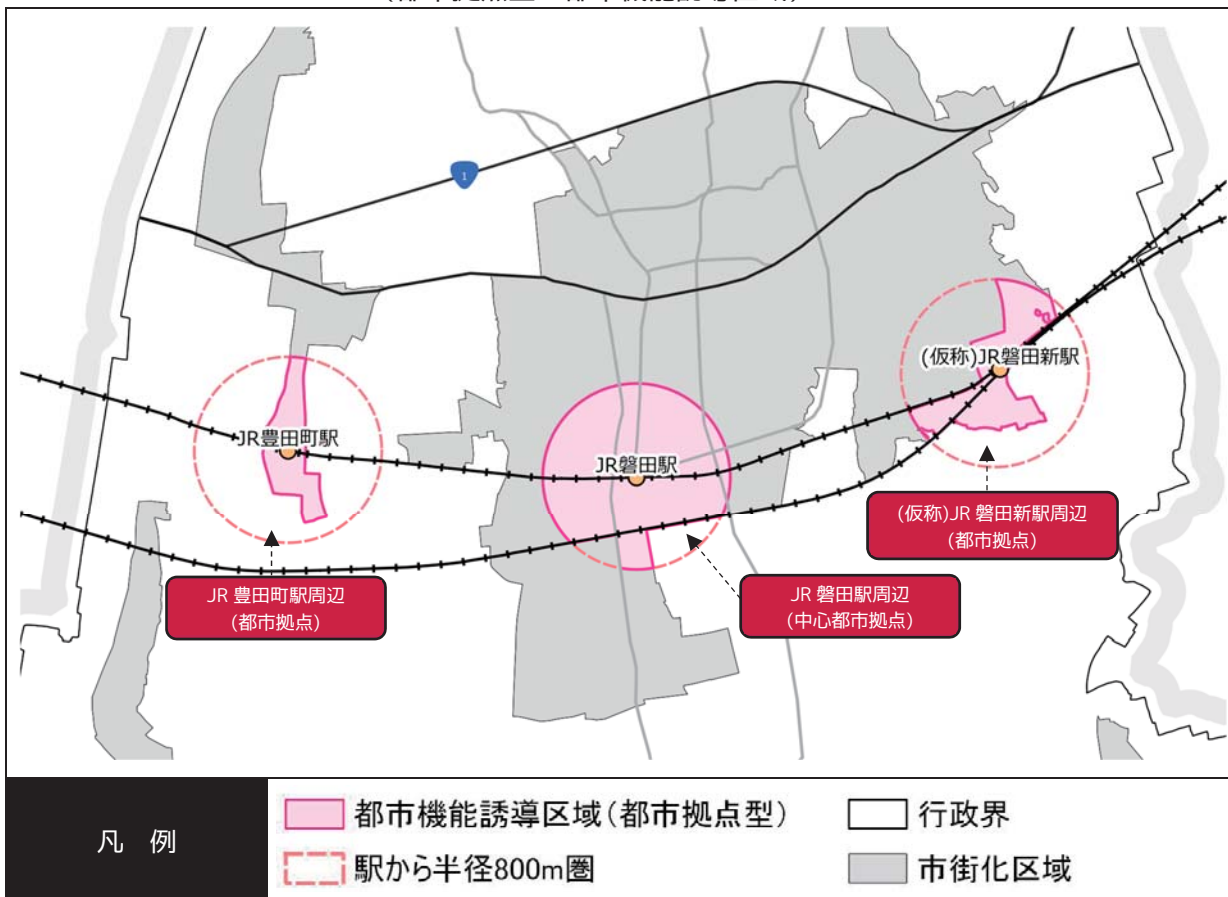 1
(仮称)JR磐田新駅
JR豊田町駅
JR磐田駅
(仮称)JR 磐田新駅周辺
(都市拠点)
JR 豊田町駅周辺
(都市拠点)
JR 磐田駅周辺
(中心都市拠点)
凡 例
都市機能誘導区域(都市拠点型)
行政界
駅から半径800m圏
市街化区域